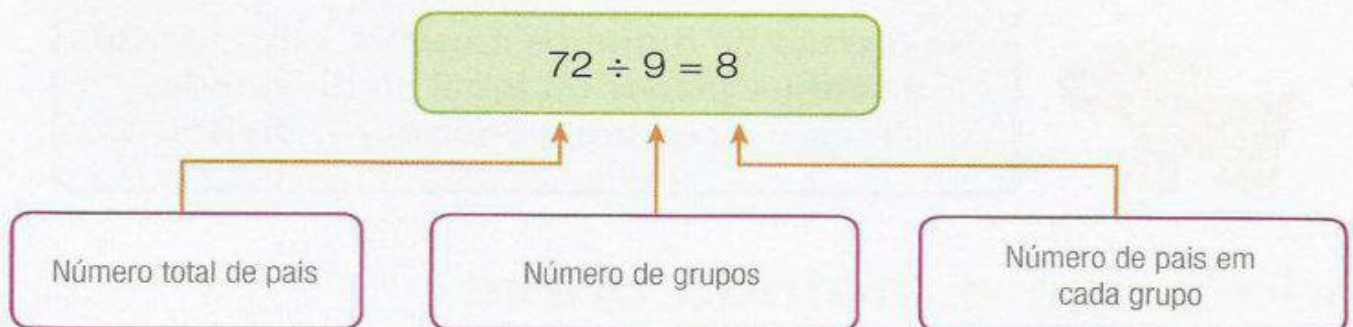 72 ÷ 9 = 8
Número total de pais
Número de grupos
Número de pais em
cada grupo